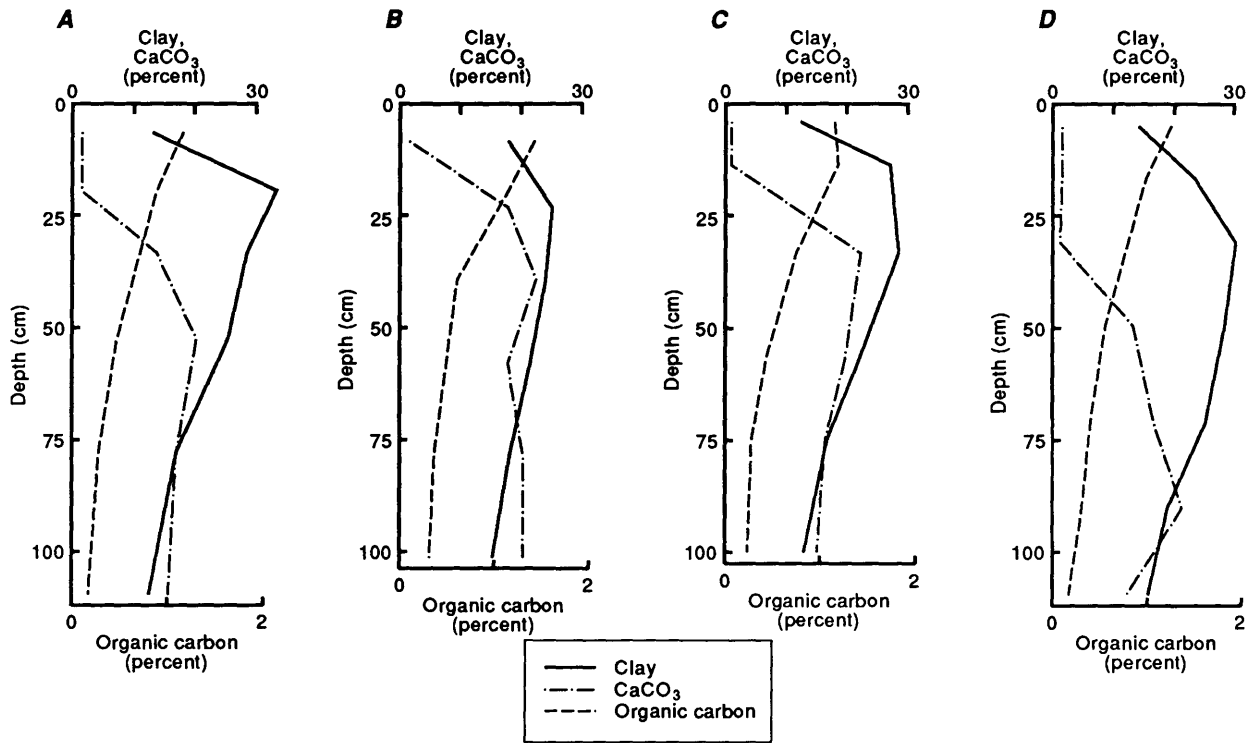 A
Clay,
CaCO₃
(percent)
0 30
0
25
50
75
100
Depth (cm)
0 2
Organic carbon
(percent)
B
Clay,
CaCO₃
(percent)
0 30
0
25
50
75
100
Depth (cm)
0 2
Organic carbon
(percent)
C
Clay,
CaCO₃
(percent)
0 30
0
25
50
75
100
Depth (cm)
0 2
Organic carbon
(percent)
D
Clay,
CaCO₃
(percent)
0 30
0
25
50
75
100
Depth (cm)
0 2
Organic carbon
(percent)
Clay
CaCO₃
Organic carbon